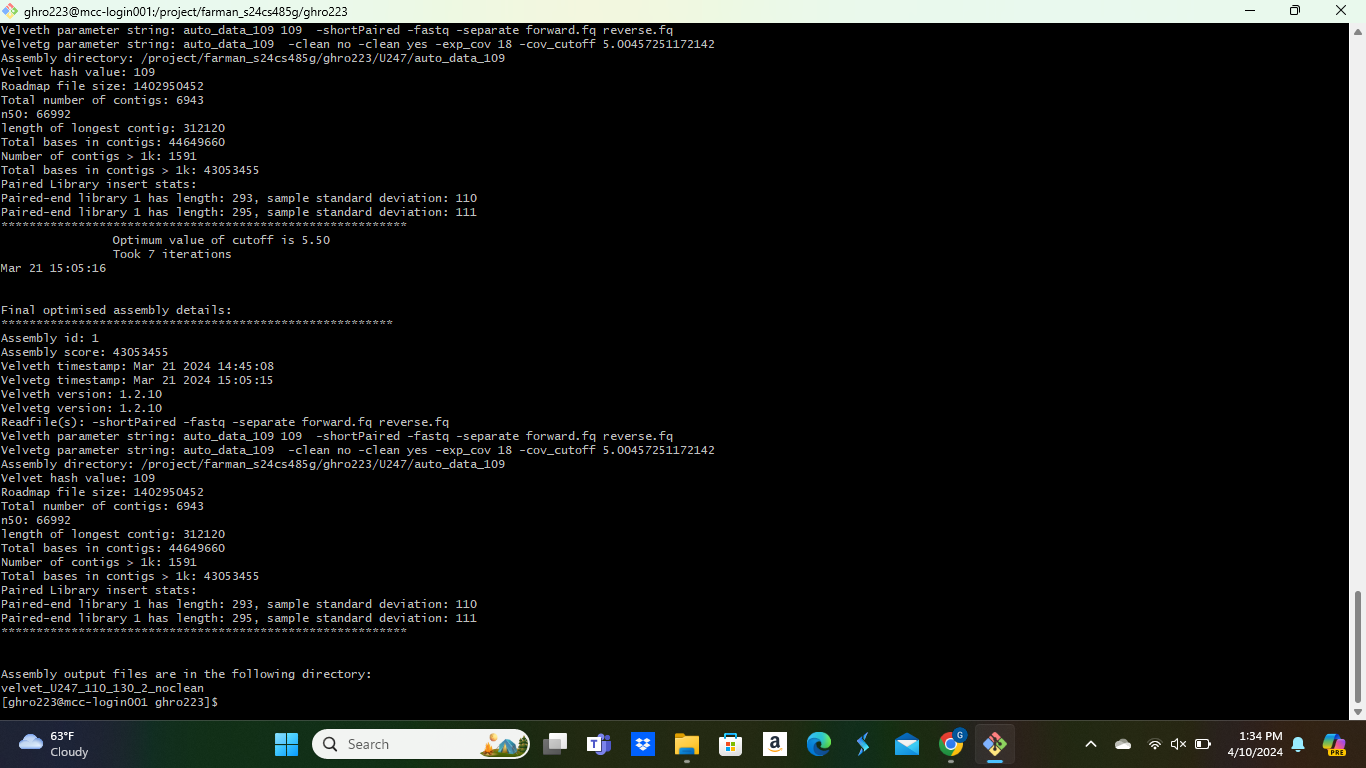 ghro223@mcc-login001:/project/farman_s24cs485g/ghro223
Velveth parameter string: auto_data_109 109  -shortPaired -fastq -separate forward.fq reverse.fq
Velvetg parameter string: auto_data_109  -clean no -clean yes -exp_cov 18 -cov_cutoff 5.00457251172142
Assembly directory: /project/farman_s24cs485g/ghro223/U247/auto_data_109
Velvet hash value: 109
Roadmap file size: 1402950452
Total number of contigs: 6943
n50: 66992
length of longest contig: 312120
Total bases in contigs: 44649660
Number of contigs > 1k: 1591
Total bases in contigs > 1k: 43053455
Paired Library insert stats:
Paired-end library 1 has length: 293, sample standard deviation: 110
Paired-end library 1 has length: 295, sample standard deviation: 111
**********************************************************
Optimum value of cutoff is 5.50
Took 7 iterations
Mar 21 15:05:16
Final optimised assembly details:
********************************************************
Assembly id: 1
Assembly score: 43053455
Velveth timestamp: Mar 21 2024 14:45:08
Velvetg timestamp: Mar 21 2024 15:05:15
Velveth version: 1.2.10
Velvetg version: 1.2.10
Readfile(s): -shortPaired -fastq -separate forward.fq reverse.fq
Velveth parameter string: auto_data_109 109  -shortPaired -fastq -separate forward.fq reverse.fq
Velvetg parameter string: auto_data_109  -clean no -clean yes -exp_cov 18 -cov_cutoff 5.00457251172142
Assembly directory: /project/farman_s24cs485g/ghro223/U247/auto_data_109
Velvet hash value: 109
Roadmap file size: 1402950452
Total number of contigs: 6943
n50: 66992
length of longest contig: 312120
Total bases in contigs: 44649660
Number of contigs > 1k: 1591
Total bases in contigs > 1k: 43053455
Paired Library insert stats:
Paired-end library 1 has length: 293, sample standard deviation: 110
Paired-end library 1 has length: 295, sample standard deviation: 111
**********************************************************
Assembly output files are in the following directory:
velvet_U247_110_130_2_noclean
[ghro223@mcc-login001 ghro223]$
63°F
Cloudy
Search
a
G
1:34 PM
4/10/2024
PRE